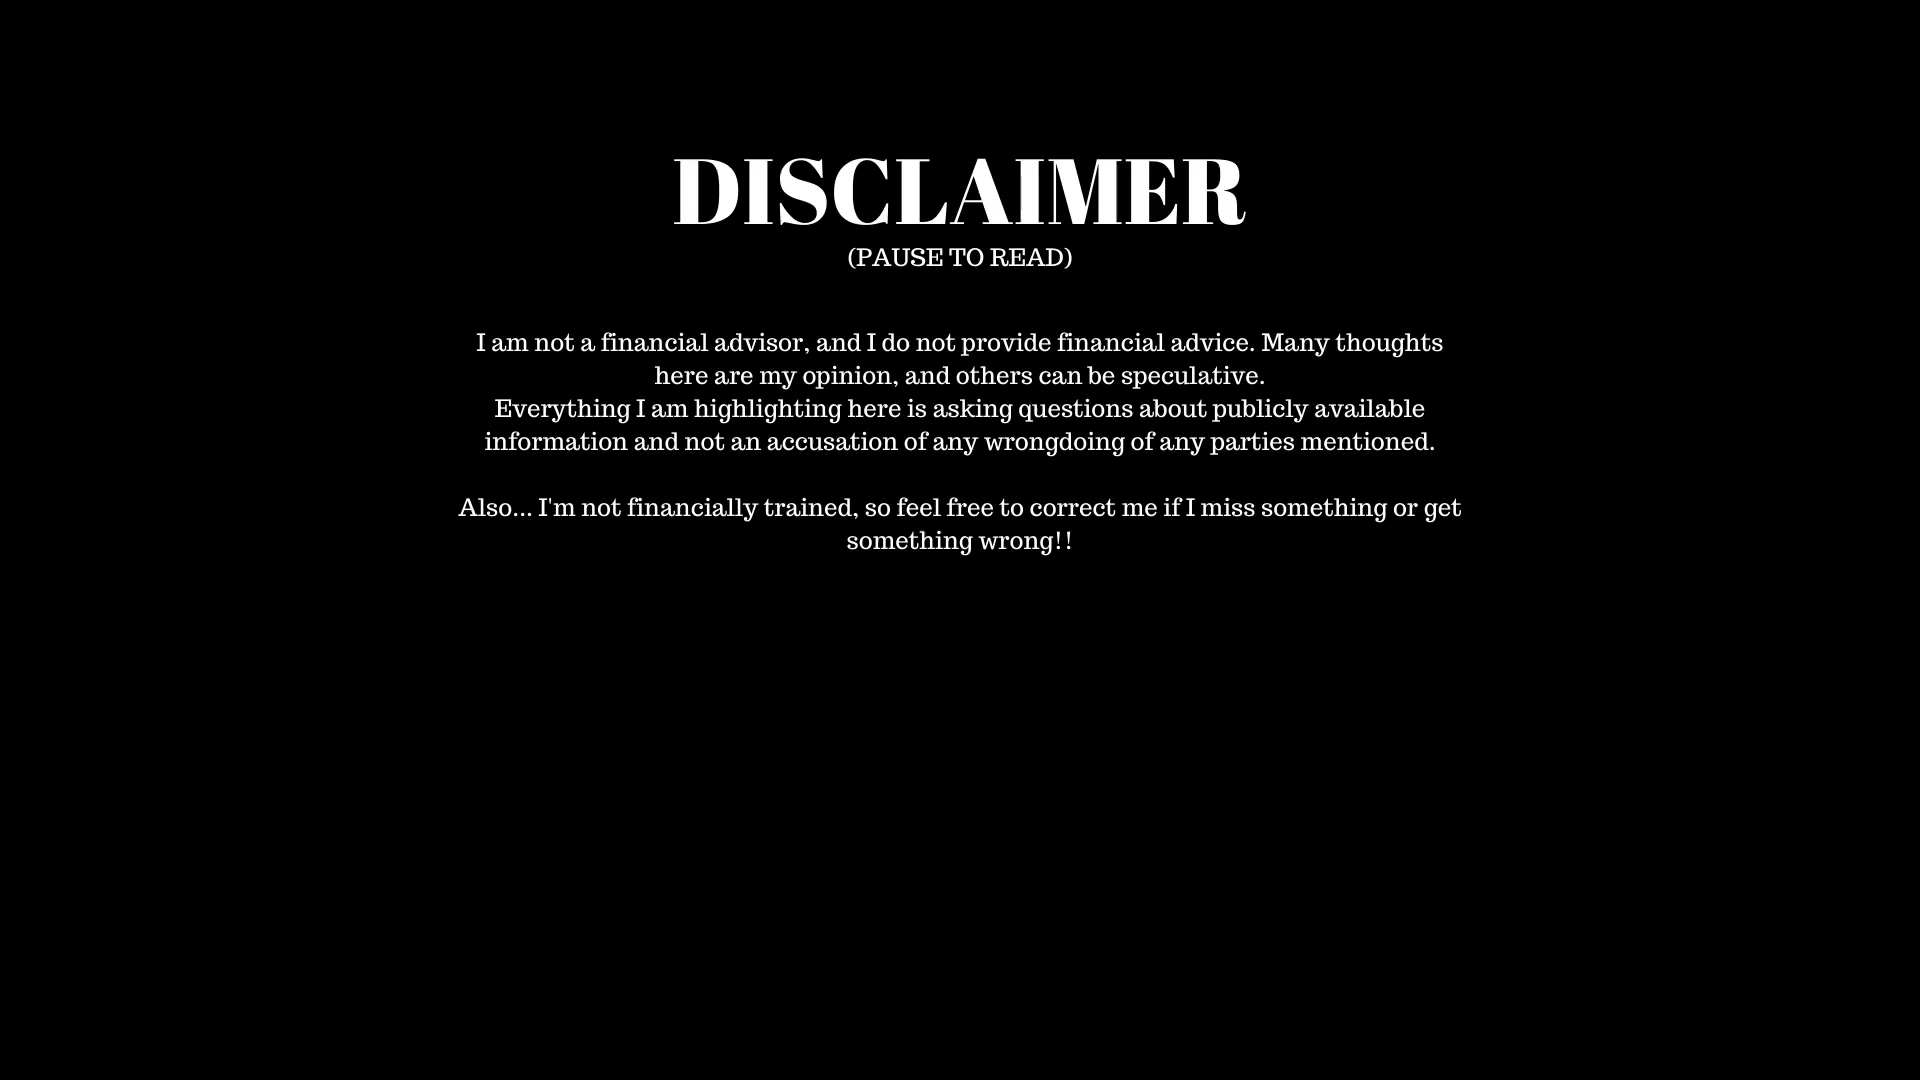 DISCLAIMER
(PAUSE TO READ)
I am not a financial advisor, and I do not provide financial advice. Many thoughts
here are my opinion, and others can be speculative.
Everything I am highlighting here is asking questions about publicly available
information and not an accusation of any wrongdoing of any parties mentioned.
Also... I'm not financially trained, so feel free to correct me if I miss something or get
something wrong!!